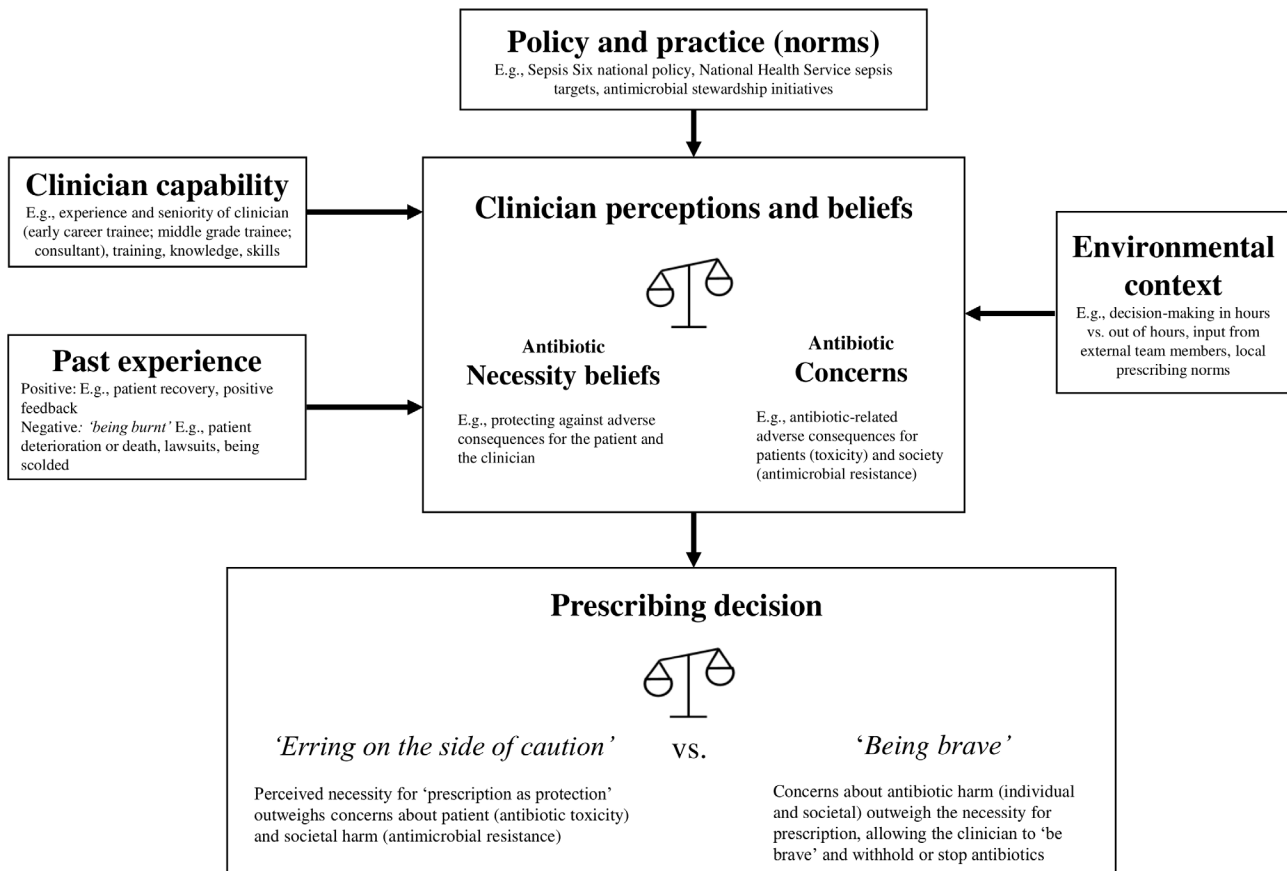 Policy and practice (norms)
E.g., Sepsis Six national policy, National Health Service sepsis
targets, antimicrobial stewardship initiatives
Clinician capability
E.g., experience and seniority of clinician
(early career trainee; middle grade trainee;
consultant), training, knowledge, skills
Past experience
Positive: E.g., patient recovery, positive
feedback
Negative: ‘being burnt’ E.g., patient
deterioration or death, lawsuits, being
scolded
Clinician perceptions and beliefs
Antibiotic
Necessity beliefs
E.g., protecting against adverse
consequences for the patient and
the clinician
Antibiotic
Concerns
E.g., antibiotic-related
adverse consequences for
patients (toxicity) and society
(antimicrobial resistance)
Environmental
context
E.g., decision-making in hours
vs. out of hours, input from
external team members, local
prescribing norms
Prescribing decision
‘Erring on the side of caution’
vs.
‘Being brave’
Perceived necessity for ‘prescription as protection’
outweighs concerns about patient (antibiotic toxicity)
and societal harm (antimicrobial resistance)
Concerns about antibiotic harm (individual
and societal) outweigh the necessity for
prescription, allowing the clinician to ‘be
brave’ and withhold or stop antibiotics